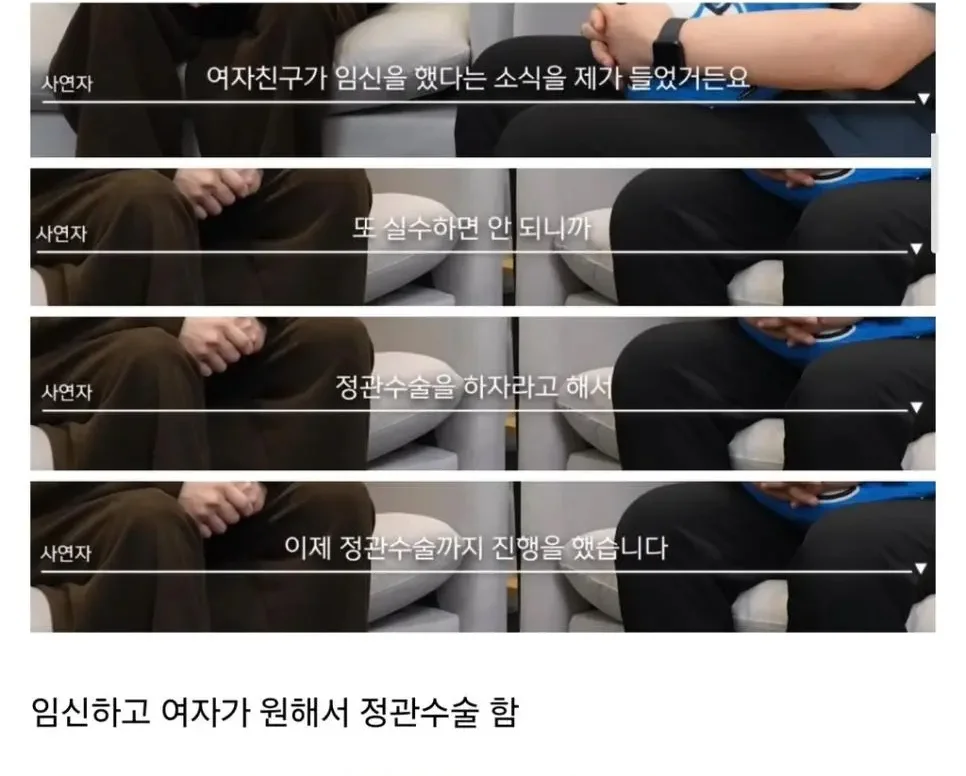 사연자
여자친구가 임신을 했다는 소식을 제가 들었거든요
사연자
또 실수하면 안 되니까
사연자
정관수술을 하자라고 해서
사연자
이제 정관수술까지 진행을 했습니다
임신하고 여자가 원해서 정관수술 함